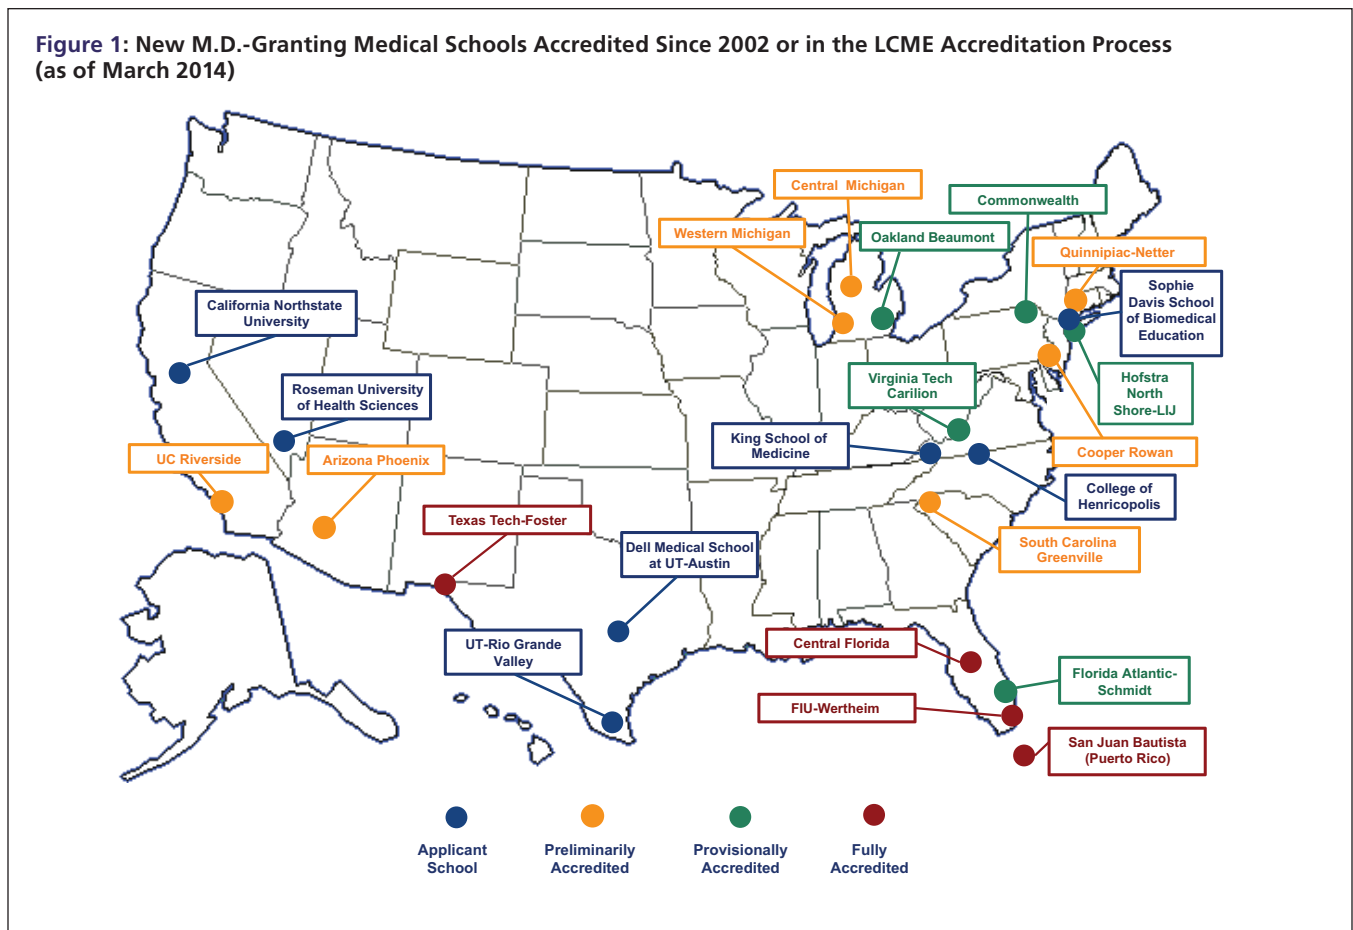 Figure 1: New M.D.-Granting Medical Schools Accredited Since 2002 or in the LCME Accreditation Process
(as of March 2014)
Central Michigan
Commonwealth
Western Michigan
Oakland Beaumont
Quinnipiac-Netter
Sophie
Davis School
of Biomedical
Education
California Northstate
University
Roseman University
of Health Sciences
Virginia Tech
Carilion
Hofstra
North
Shore-LIJ
King School of
Medicine
Cooper Rowan
UC Riverside
Arizona Phoenix
College of
Henricopolis
Texas Tech-Foster
South Carolina
Greenville
Dell Medical School
at UT-Austin
UT-Rio Grande
Valley
Central Florida
Florida Atlantic-
Schmidt
FIU-Wertheim
San Juan Bautista
(Puerto Rico)
Applicant
School
Preliminarily
Accredited
Provisionally
Accredited
Fully
Accredited